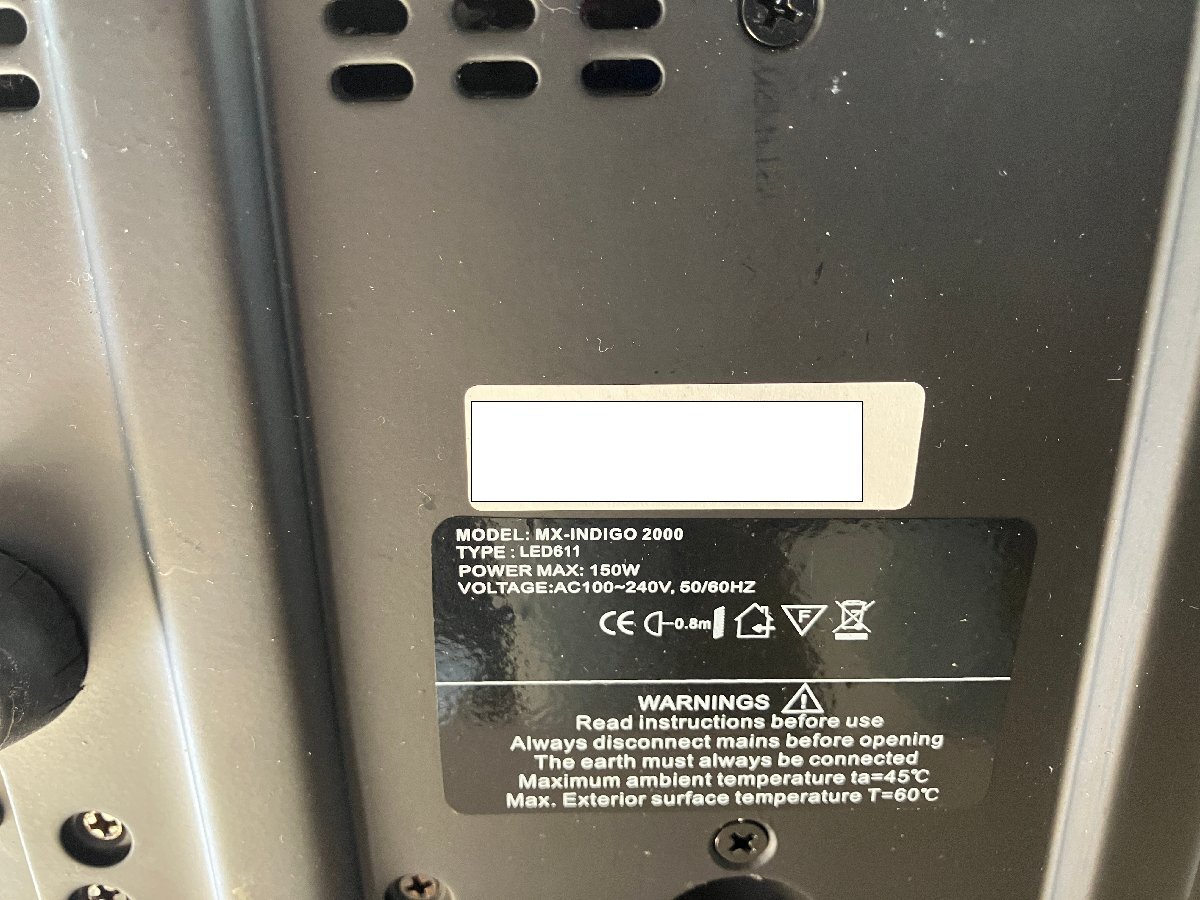 MODEL: MX-INDIGO 2000
TYPE : LED611
POWER MAX: 150W
VOLTAGE:AC100~240V, 50/60HZ
CE 0.8m F
WARNINGS
Read instructions before use
Always disconnect mains before opening
The earth must always be connected
Maximum ambient temperature ta=45℃
Max. Exterior surface temperature T=60℃